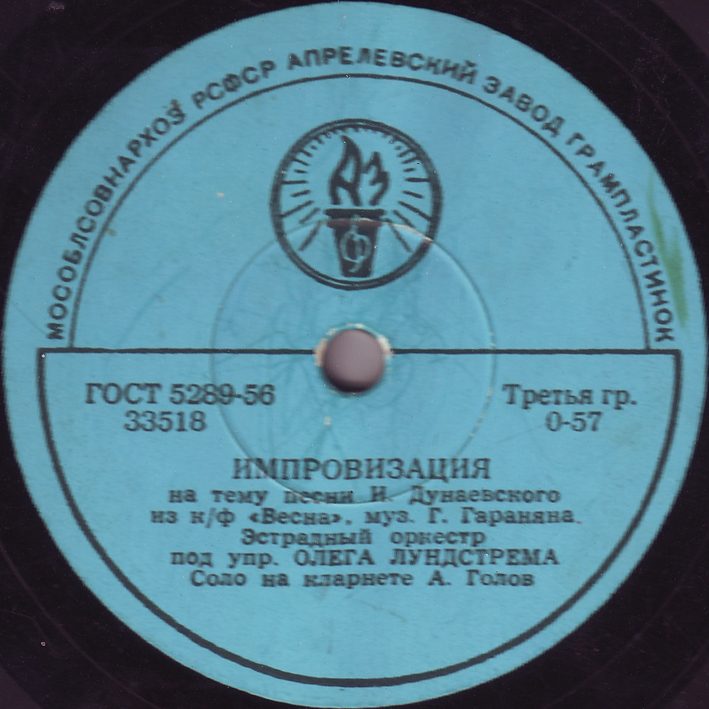 МОСОБЛСОВНАРХОЗ РСФСР АПРЕЛЕВСКИЙ ЗАВОД ГРАМПЛАСТИНОК
АЗ
Ф
ГОСТ 5289-56
33518
Третья гр.
0-57
ИМПРОВИЗАЦИЯ
на тему песни И. Дунаевского
из к/ф «Весна», муз. Г. Гараняна.
Эстрадный оркестр
под упр. ОЛЕГА ЛУНДСТРЕМА
Соло на кларнете А. Голов